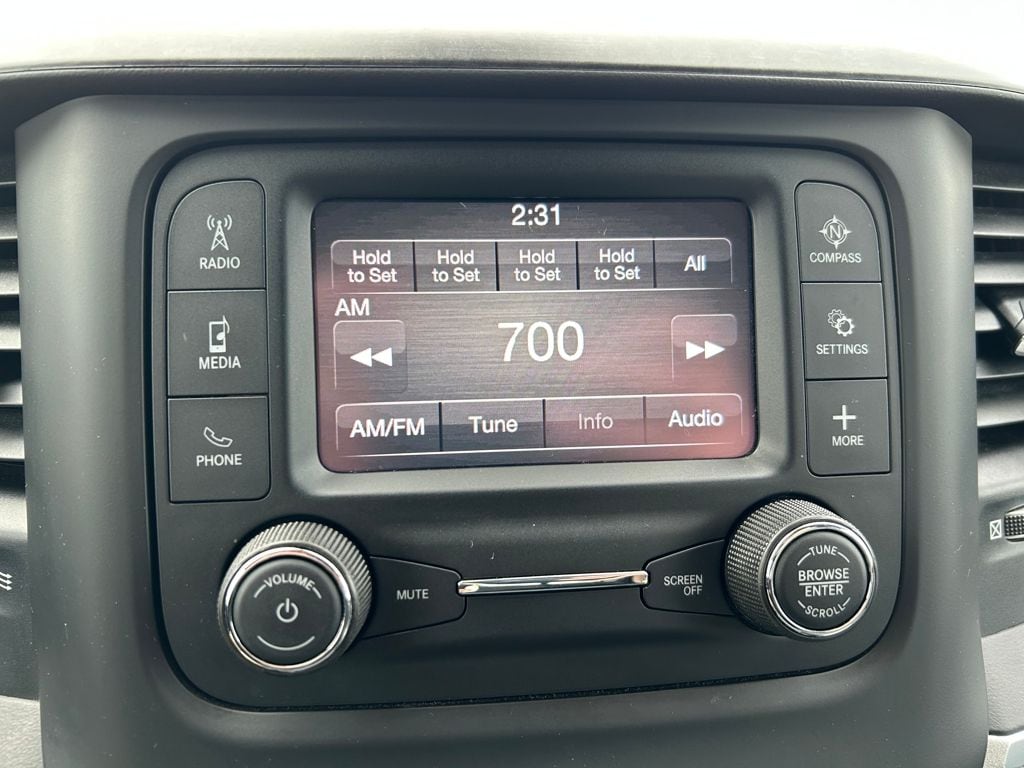 2:31
Hold to Set
Hold to Set
Hold to Set
Hold to Set
All
AM
700
AM/FM
Tune
Info
Audio
RADIO
MEDIA
PHONE
N
COMPASS
SETTINGS
MORE
VOLUME
MUTE
SCREEN
OFF
TUNE
BROWSE
ENTER
SCROLL